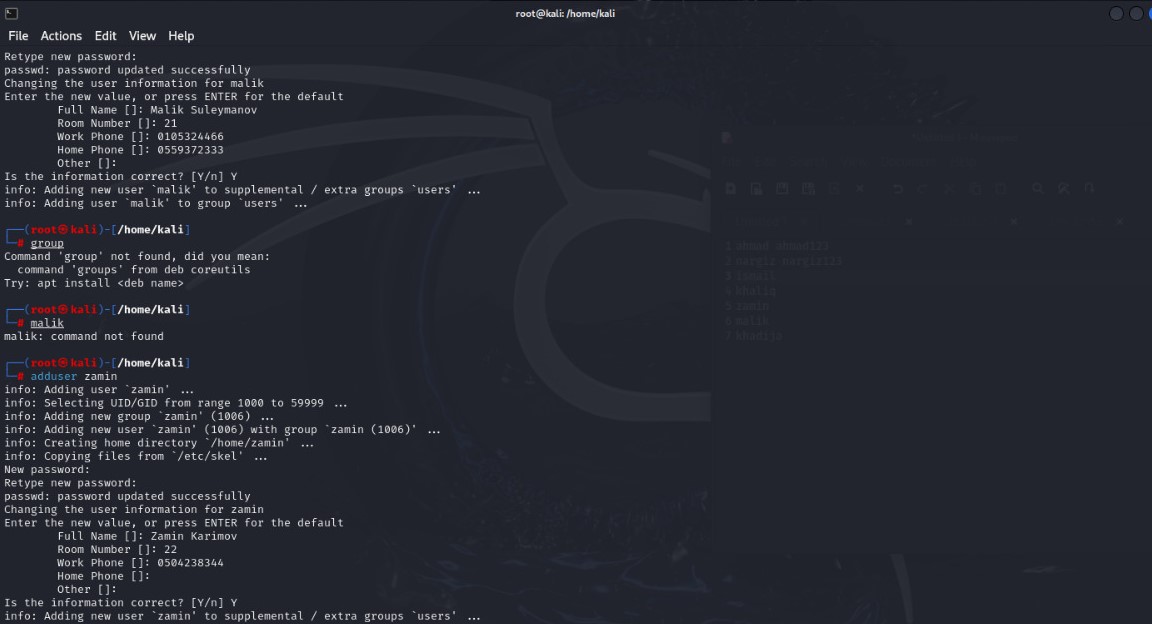 root@kali: /home/kali
File Actions Edit View Help
Retype new password:
passwd: password updated successfully
Changing the user information for malik
Enter the new value, or press ENTER for the default
Full Name []: Malik Suleymanov
Room Number []: 21
Work Phone []: 0105324466
Home Phone []: 0559372333
Other []:
Is the information correct? [Y/n] Y
info: Adding new user `malik' to supplemental / extra groups `users' ...
info: Adding user `malik' to group `users' ...
┌──(root㉿kali)-[/home/kali]
└─# group
Command 'group' not found, did you mean:
command 'groups' from deb coreutils
Try: apt install <deb name>
┌──(root㉿kali)-[/home/kali]
└─# malik
malik: command not found
┌──(root㉿kali)-[/home/kali]
└─# adduser zamin
info: Adding user `zamin' ...
info: Selecting UID/GID from range 1000 to 59999 ...
info: Adding new group `zamin' (1006) ...
info: Adding new user `zamin' (1006) with group `zamin (1006)' ...
info: Creating home directory `/home/zamin' ...
info: Copying files from `/etc/skel' ...
New password:
Retype new password:
passwd: password updated successfully
Changing the user information for zamin
Enter the new value, or press ENTER for the default
Full Name []: Zamin Karimov
Room Number []: 22
Work Phone []: 0504238344
Home Phone []:
Other []:
Is the information correct? [Y/n] Y
info: Adding new user `zamin' to supplemental / extra groups `users' ...
1 ahmad ahmad123
2 nargiz nargiz123
3
4
5 zamin
6 malik
7 khadija